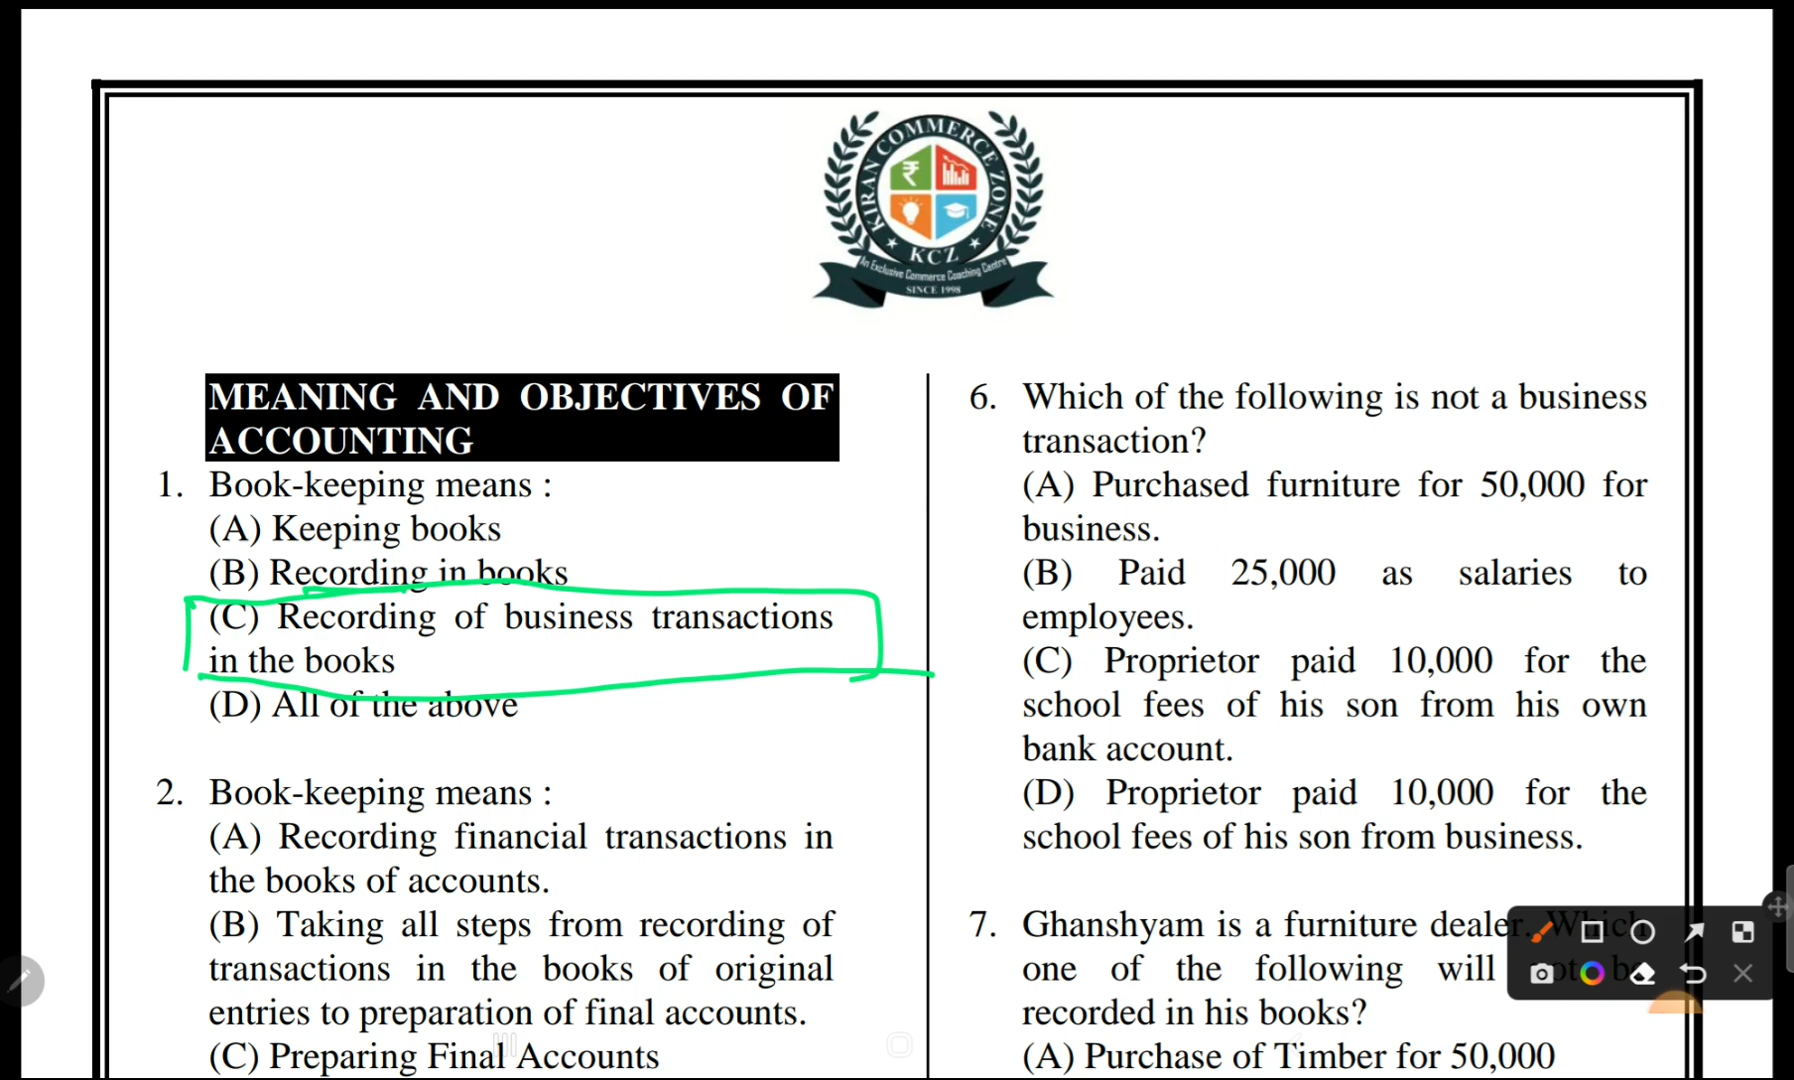 KIRAN COMMERCE ZONE
KCZ
An Exclusive Commerce Coaching Centre
SINCE 1998
MEANING AND OBJECTIVES OF
ACCOUNTING
1. Book-keeping means :
(A) Keeping books
(B) Recording in books
(C) Recording of business transactions
in the books
(D) All of the above
2. Book-keeping means :
(A) Recording financial transactions in
the books of accounts.
(B) Taking all steps from recording of
transactions in the books of original
entries to preparation of final accounts.
(C) Preparing Final Accounts
6. Which of the following is not a business
transaction?
(A) Purchased furniture for 50,000 for
business.
(B) Paid 25,000 as salaries to
employees.
(C) Proprietor paid 10,000 for the
school fees of his son from his own
bank account.
(D) Proprietor paid 10,000 for the
school fees of his son from business.
7. Ghanshyam is a furniture dealer. Which
one of the following will not be
recorded in his books?
(A) Purchase of Timber for 50,000